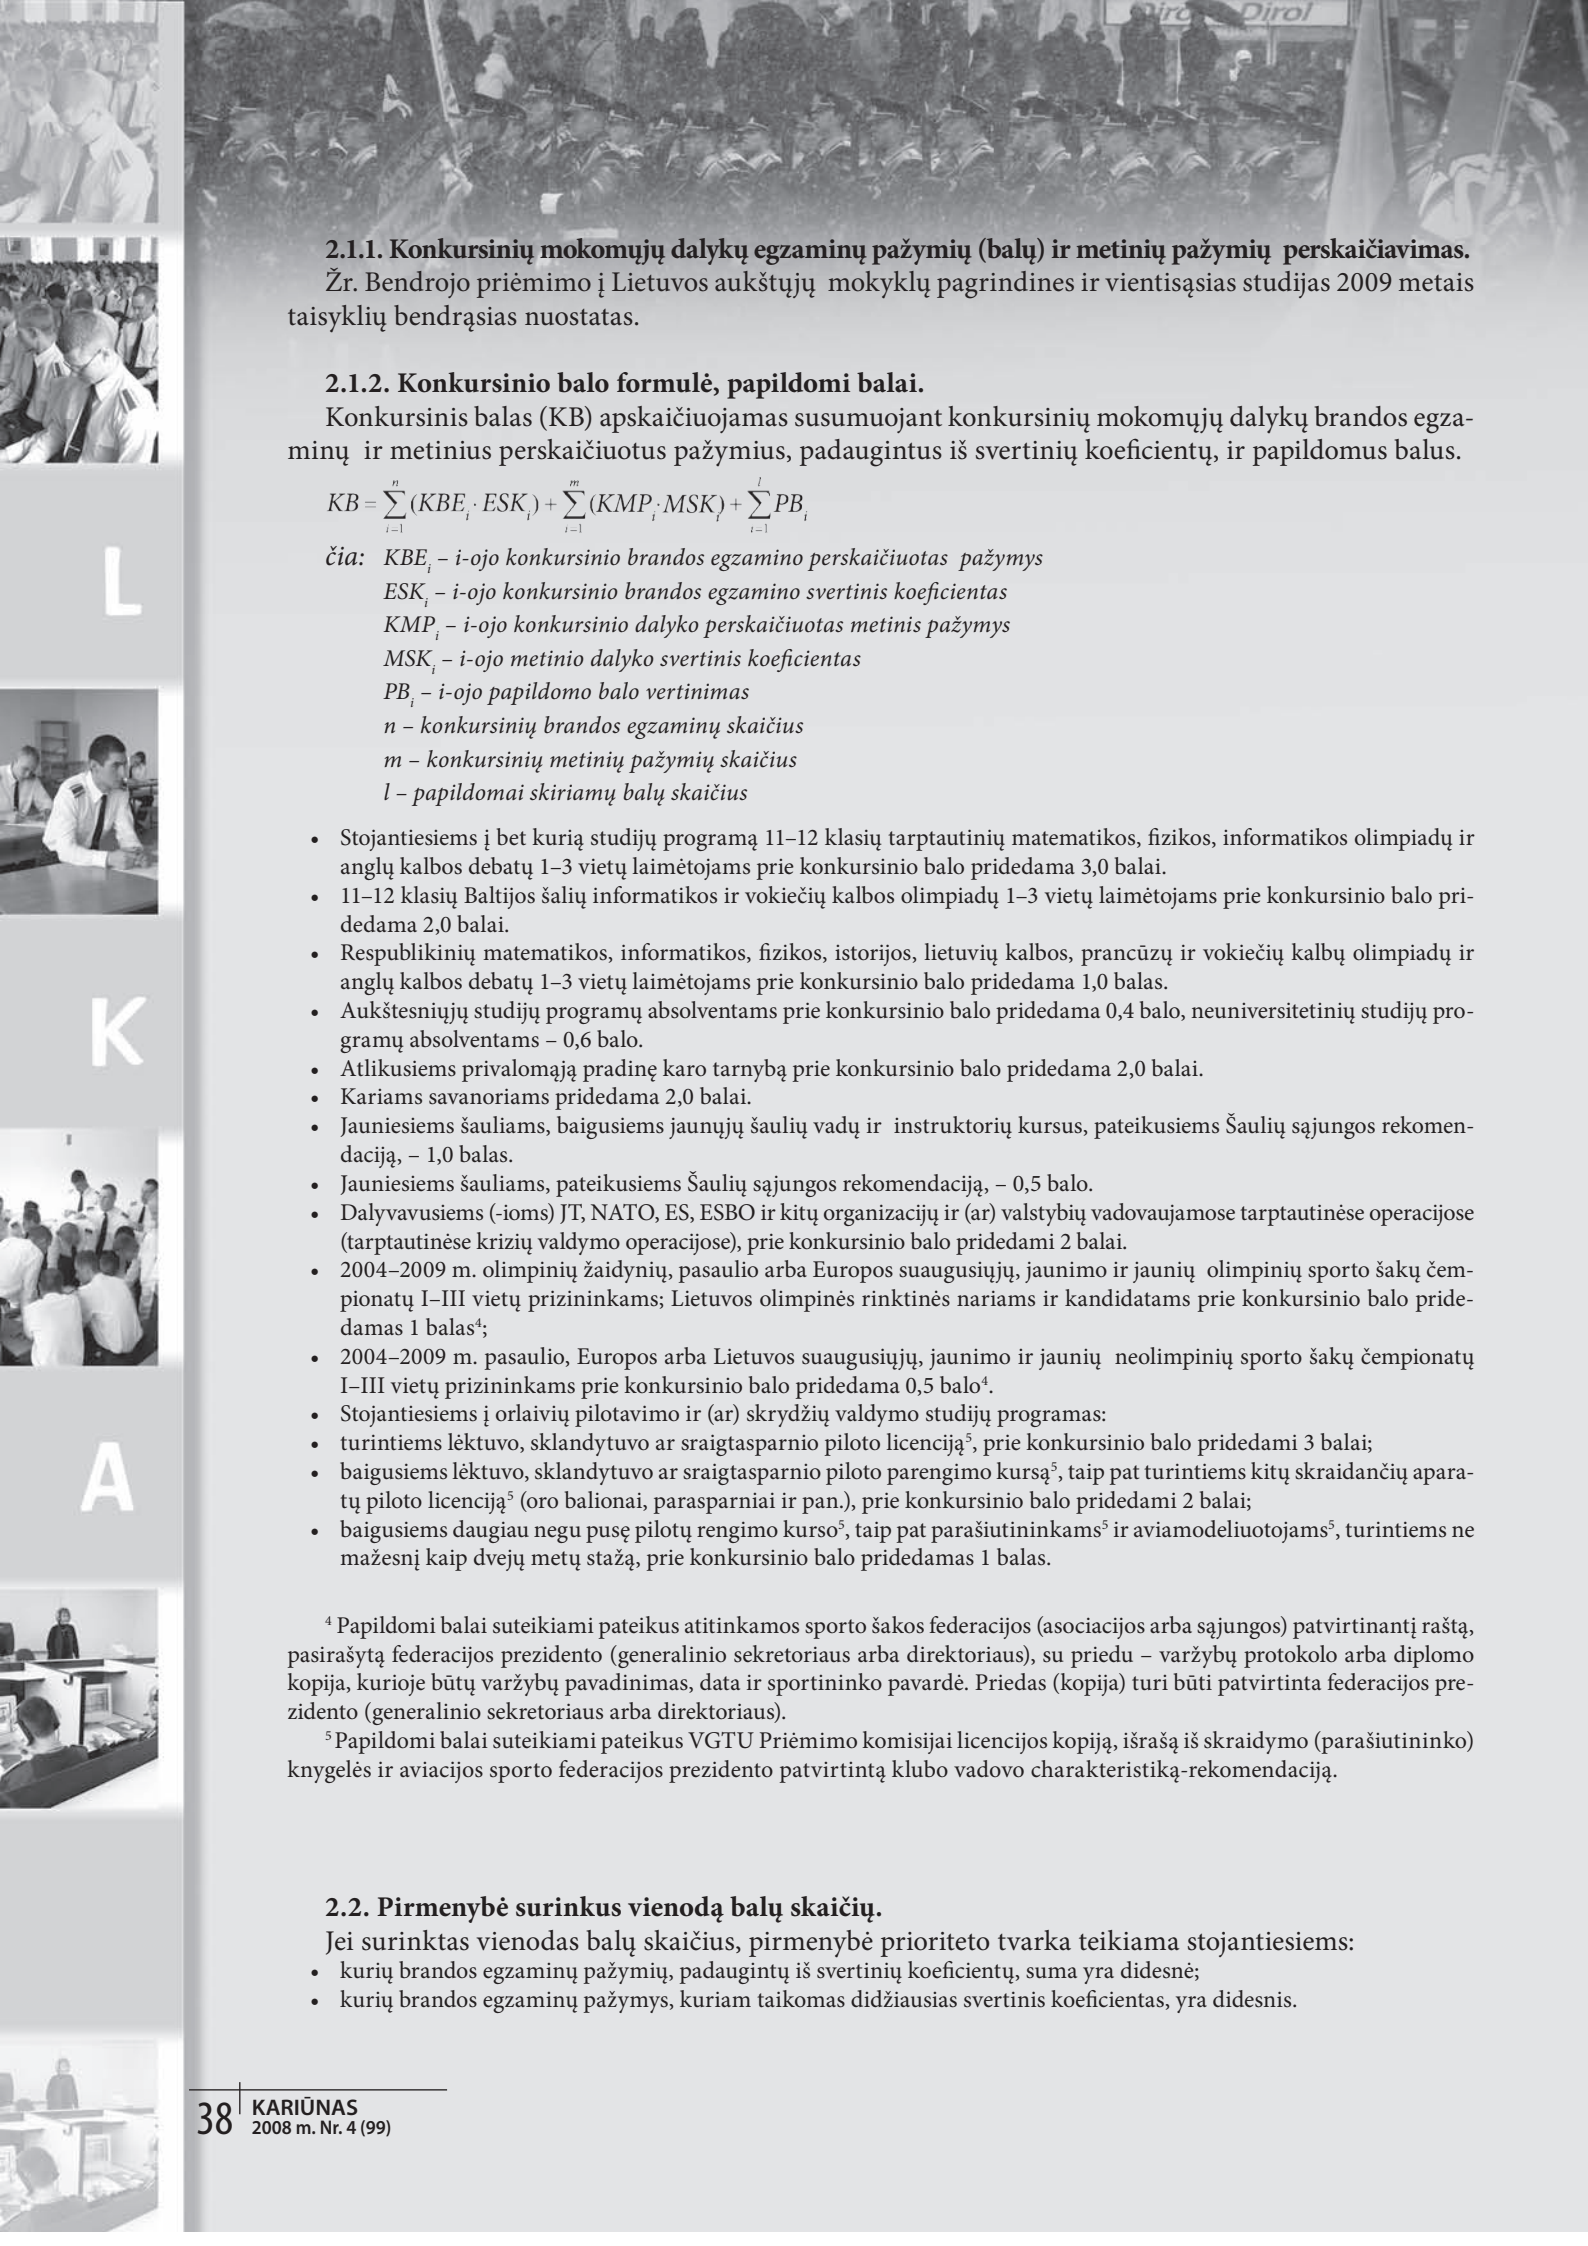 Dirol Dirol
2.1.1. Konkursinių mokomųjų dalykų egzaminų pažymių (balų) ir metinių pažymių perskaičiavimas.
Žr. Bendrojo priėmimo į Lietuvos aukštųjų mokyklų pagrindines ir vientisąsias studijas 2009 metais
taisyklių bendrąsias nuostatas.
2.1.2. Konkursinio balo formulė, papildomi balai.
Konkursinis balas (KB) apskaičiuojamas susumuojant konkursinių mokomųjų dalykų brandos egza-
minų ir metinius perskaičiuotus pažymius, padaugintus iš svertinių koeficientų, ir papildomus balus.
KB = ∑ⁿᵢ₌₁ (KBEᵢ · ESKᵢ) + ∑ᵐᵢ₌₁ (KMPᵢ · MSKᵢ) + ∑ˡᵢ₌₁ PBᵢ
čia: KBEᵢ – i-ojo konkursinio brandos egzamino perskaičiuotas pažymys
ESKᵢ – i-ojo konkursinio brandos egzamino svertinis koeficientas
KMPᵢ – i-ojo konkursinio dalyko perskaičiuotas metinis pažymys
MSKᵢ – i-ojo metinio dalyko svertinis koeficientas
PBᵢ – i-ojo papildomo balo vertinimas
n – konkursinių brandos egzaminų skaičius
m – konkursinių metinių pažymių skaičius
l – papildomai skiriamų balų skaičius
• Stojantiesiems į bet kurią studijų programą 11–12 klasių tarptautinių matematikos, fizikos, informatikos olimpiadų ir
anglų kalbos debatų 1–3 vietų laimėtojams prie konkursinio balo pridedama 3,0 balai.
• 11–12 klasių Baltijos šalių informatikos ir vokiečių kalbos olimpiadų 1–3 vietų laimėtojams prie konkursinio balo pri-
dedama 2,0 balai.
• Respublikinių matematikos, informatikos, fizikos, istorijos, lietuvių kalbos, prancūzų ir vokiečių kalbų olimpiadų ir
anglų kalbos debatų 1–3 vietų laimėtojams prie konkursinio balo pridedama 1,0 balas.
• Aukštesniųjų studijų programų absolventams prie konkursinio balo pridedama 0,4 balo, neuniversitetinių studijų pro-
gramų absolventams – 0,6 balo.
• Atlikusiems privalomąją pradinę karo tarnybą prie konkursinio balo pridedama 2,0 balai.
• Kariams savanoriams pridedama 2,0 balai.
• Jauniesiems šauliams, baigusiems jaunųjų šaulių vadų ir instruktorių kursus, pateikusiems Šaulių sąjungos rekomen-
daciją, – 1,0 balas.
• Jauniesiems šauliams, pateikusiems Šaulių sąjungos rekomendaciją, – 0,5 balo.
• Dalyvavusiems (-ioms) JT, NATO, ES, ESBO ir kitų organizacijų ir (ar) valstybių vadovaujamose tarptautinėse operacijose
(tarptautinėse krizių valdymo operacijose), prie konkursinio balo pridedami 2 balai.
• 2004–2009 m. olimpinių žaidynių, pasaulio arba Europos suaugusiųjų, jaunimo ir jaunių olimpinių sporto šakų čem-
pionatų I–III vietų prizininkams; Lietuvos olimpinės rinktinės nariams ir kandidatams prie konkursinio balo pride-
damas 1 balas⁴;
• 2004–2009 m. pasaulio, Europos arba Lietuvos suaugusiųjų, jaunimo ir jaunių neolimpinių sporto šakų čempionatų
I–III vietų prizininkams prie konkursinio balo pridedama 0,5 balo⁴.
• Stojantiesiems į orlaivių pilotavimo ir (ar) skrydžių valdymo studijų programas:
• turintiems lėktuvo, sklandytuvo ar sraigtasparnio piloto licenciją⁵, prie konkursinio balo pridedami 3 balai;
• baigusiems lėktuvo, sklandytuvo ar sraigtasparnio piloto parengimo kursą⁵, taip pat turintiems kitų skraidančių apara-
tų piloto licenciją⁵ (oro balionai, parasparniai ir pan.), prie konkursinio balo pridedami 2 balai;
• baigusiems daugiau negu pusę pilotų rengimo kurso⁵, taip pat parašiutininkams⁵ ir aviamodeliuotojams⁵, turintiems ne
mažesnį kaip dvejų metų stažą, prie konkursinio balo pridedamas 1 balas.
⁴ Papildomi balai suteikiami pateikus atitinkamos sporto šakos federacijos (asociacijos arba sąjungos) patvirtinantį raštą,
pasirašytą federacijos prezidento (generalinio sekretoriaus arba direktoriaus), su priedu – varžybų protokolo arba diplomo
kopija, kurioje būtų varžybų pavadinimas, data ir sportininko pavardė. Priedas (kopija) turi būti patvirtinta federacijos pre-
zidento (generalinio sekretoriaus arba direktoriaus).
⁵ Papildomi balai suteikiami pateikus VGTU Priėmimo komisijai licencijos kopiją, išrašą iš skraidymo (parašiutininko)
knygelės ir aviacijos sporto federacijos prezidento patvirtintą klubo vadovo charakteristiką-rekomendaciją.
2.2. Pirmenybė surinkus vienodą balų skaičių.
Jei surinktas vienodas balų skaičius, pirmenybė prioriteto tvarka teikiama stojantiesiems:
• kurių brandos egzaminų pažymių, padaugintų iš svertinių koeficientų, suma yra didesnė;
• kurių brandos egzaminų pažymys, kuriam taikomas didžiausias svertinis koeficientas, yra didesnis.
L
K
A
38 KARIŪNAS
2008 m. Nr. 4 (99)